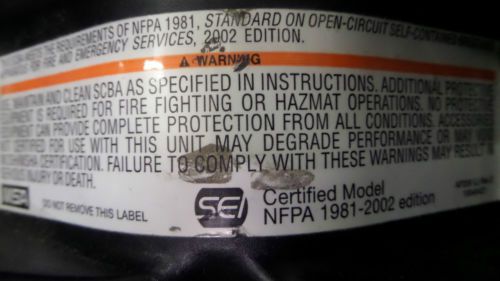 MEETS THE REQUIREMENTS OF NFPA 1981, STANDARD ON OPEN-CIRCUIT SELF-CONTAINED
FOR FIRE AND EMERGENCY SERVICES, 2002 EDITION.
WARNING
MAINTAIN AND CLEAN SCBA AS SPECIFIED IN INSTRUCTIONS. ADDITIONAL PROTECTIVE
IS REQUIRED FOR FIRE FIGHTING OR HAZMAT OPERATIONS. NO PROTECTIVE
CAN PROVIDE COMPLETE PROTECTION FROM ALL CONDITIONS. ACCESSORIES
CERTIFIED FOR USE WITH THIS UNIT MAY DEGRADE PERFORMANCE OR MAY
CERTIFICATION. FAILURE TO COMPLY WITH THESE WARNINGS MAY RESULT
INJURY OR DEATH.
MSA
DO NOT REMOVE THIS LABEL
SEI
Certified Model
NFPA 1981-2002 edition